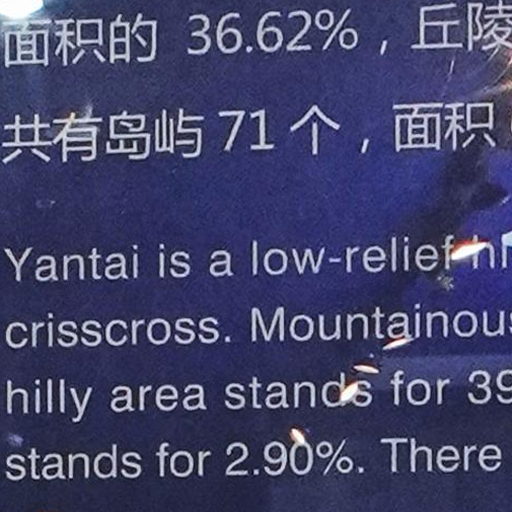 面积的 36.62%，丘陵
共有岛屿 71 个，面积
Yantai is a low-relief
crisscross. Mountainous
hilly area stands for 39
stands for 2.90%. There